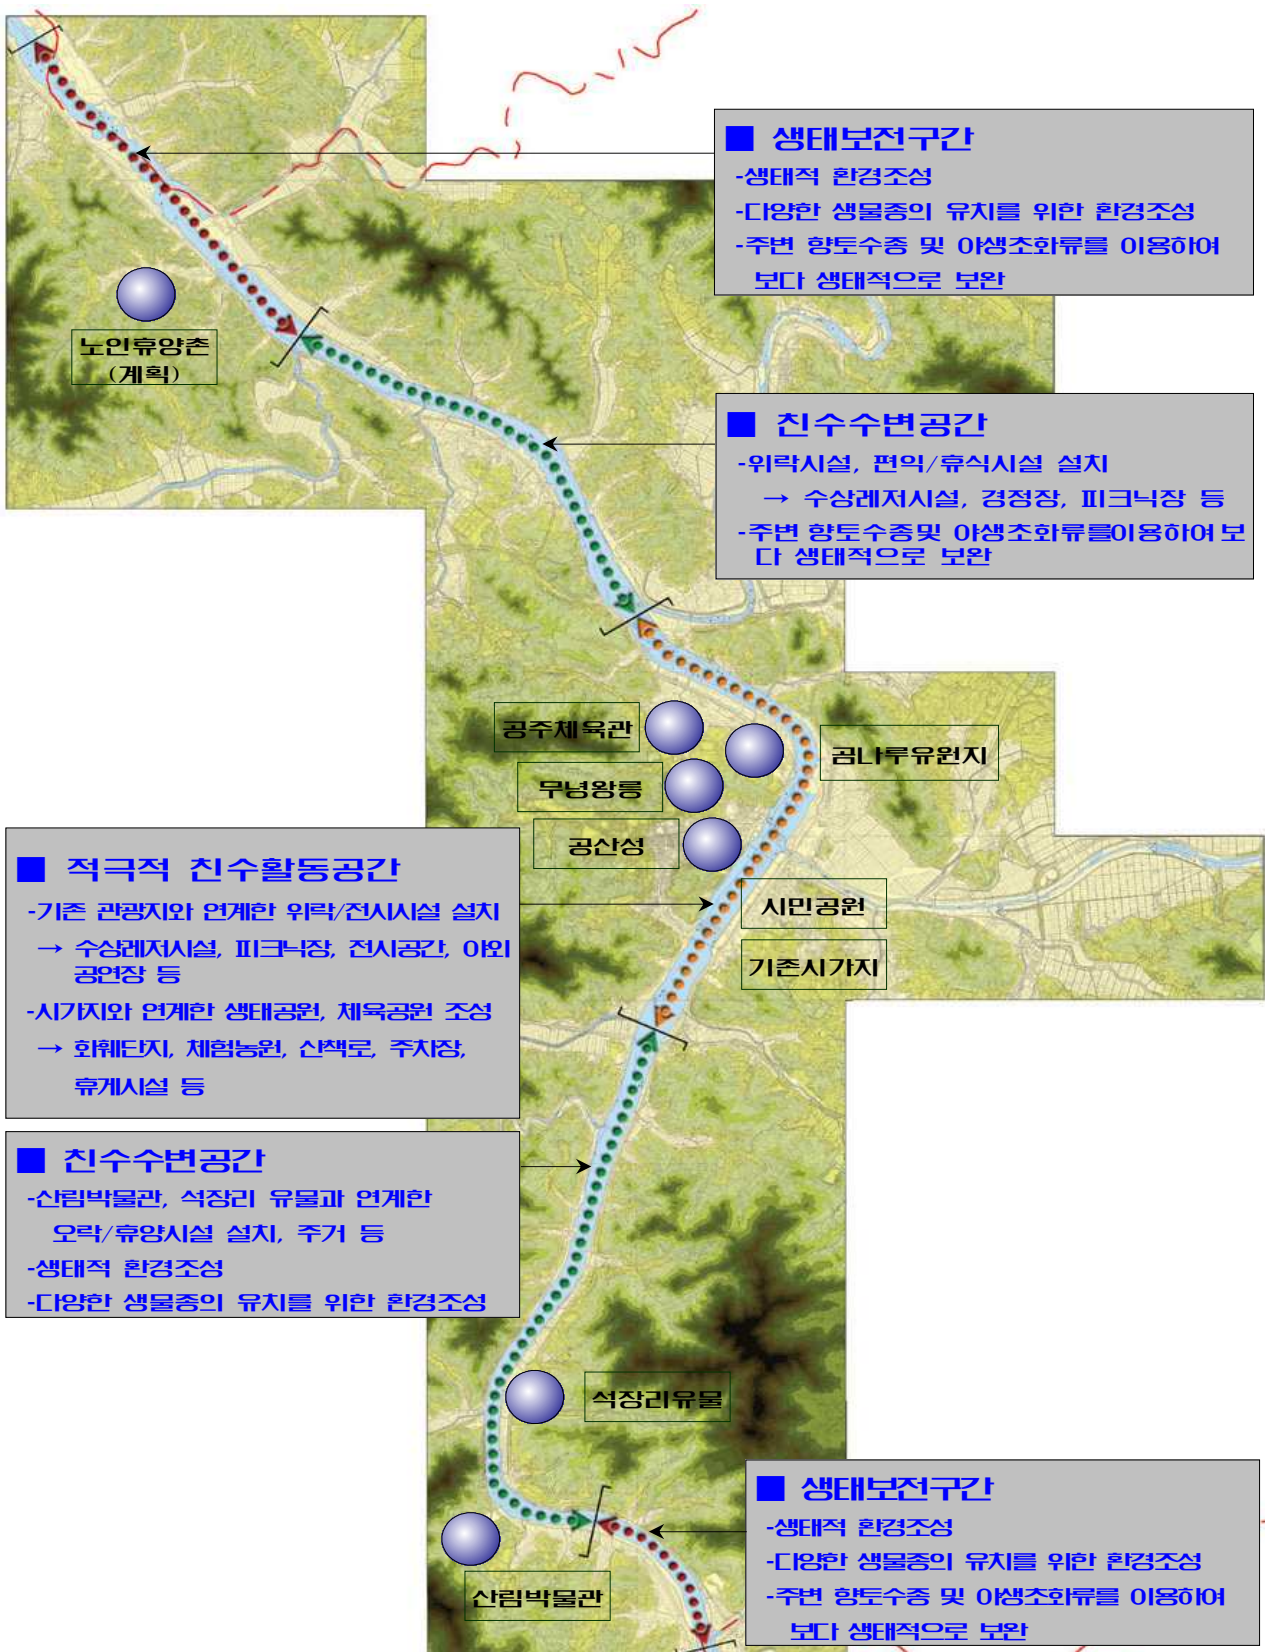 ■ 생태보전구간
-생태적 환경조성
-다양한 생물종의 유치를 위한 환경조성
-주변 향토수종 및 야생초화류를 이용하여
보다 생태적으로 보완
노인휴양촌
(계획)
■ 친수수변공간
-위락시설, 편익/휴식시설 설치
→ 수상레저시설, 경정장, 피크닉장 등
-주변 향토수종및 야생초화류를이용하여 보
다 생태적으로 보완
공주체육관
곰나루유원지
무녕왕릉
공산성
시민공원
기존시가지
■ 적극적 친수활동공간
-기존 관광지와 연계한 위락/전시시설 설치
→ 수상레저시설, 피크닉장, 전시공간, 야외
공연장 등
-시가지와 연계한 생태공원, 체육공원 조성
→ 화훼단지, 체험농원, 산책로, 주차장,
휴게시설 등
■ 친수수변공간
-산림박물관, 석장리 유물과 연계한
오락/휴양시설 설치, 주거 등
-생태적 환경조성
-다양한 생물종의 유치를 위한 환경조성
석장리유물
산림박물관
■ 생태보전구간
-생태적 환경조성
-다양한 생물종의 유치를 위한 환경조성
-주변 향토수종 및 야생초화류를 이용하여
보다 생태적으로 보완